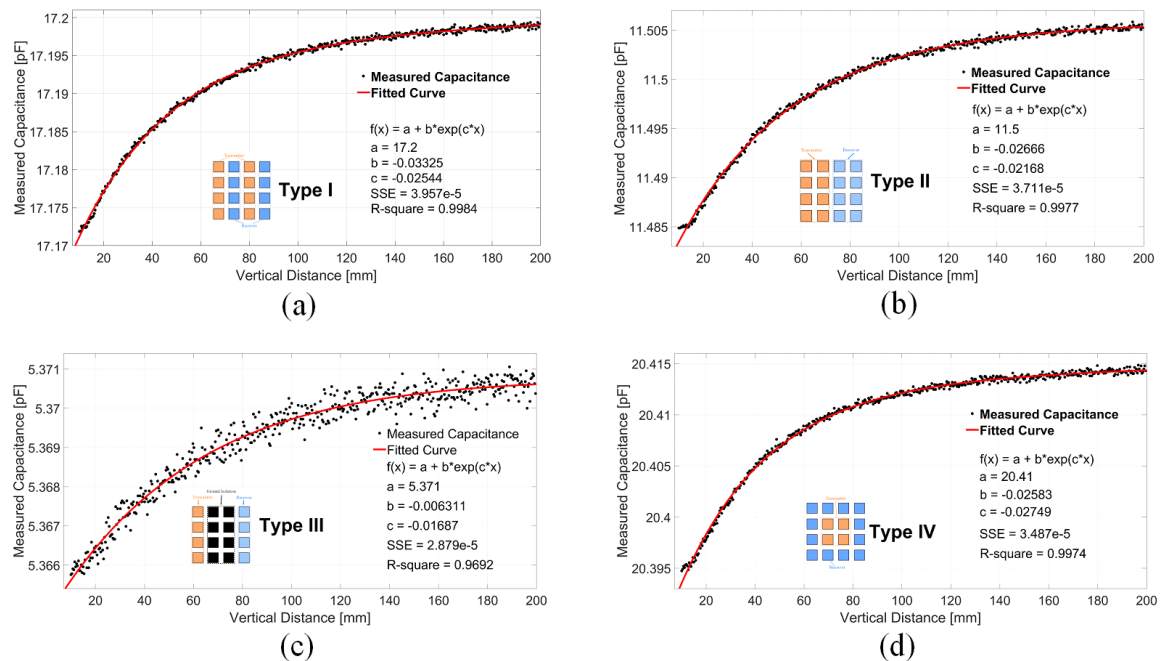 17.2
17.195
17.19
17.185
17.18
17.175
17.17
Measured Capacitance [pF]
Measured Capacitance
Fitted Curve
f(x) = a + b*exp(c*x)
a = 17.2
b = -0.03325
c = -0.02544
SSE = 3.957e-5
R-square = 0.9984
Type I
20 40 60 80 100 120 140 160 180 200
Vertical Distance [mm]
(a)
11.505
11.5
11.495
11.49
11.485
Measured Capacitance [pF]
Measured Capacitance
Fitted Curve
f(x) = a + b*exp(c*x)
a = 11.5
b = -0.02666
c = -0.02168
SSE = 3.711e-5
R-square = 0.9977
Type II
20 40 60 80 100 120 140 160 180 200
Vertical Distance [mm]
(b)
5.371
5.37
5.369
5.368
5.367
5.366
Measured Capacitance [pF]
Measured Capacitance
Fitted Curve
f(x) = a + b*exp(c*x)
a = 5.371
b = -0.006311
c = -0.01687
SSE = 2.879e-5
R-square = 0.9692
Ground Isolation
Type III
20 40 60 80 100 120 140 160 180 200
Vertical Distance [mm]
(c)
20.415
20.41
20.405
20.4
20.395
Measured Capacitance [pF]
Measured Capacitance
Fitted Curve
f(x) = a + b*exp(c*x)
a = 20.41
b = -0.02583
c = -0.02749
SSE = 3.487e-5
R-square = 0.9974
Type IV
20 40 60 80 100 120 140 160 180 200
Vertical Distance [mm]
(d)